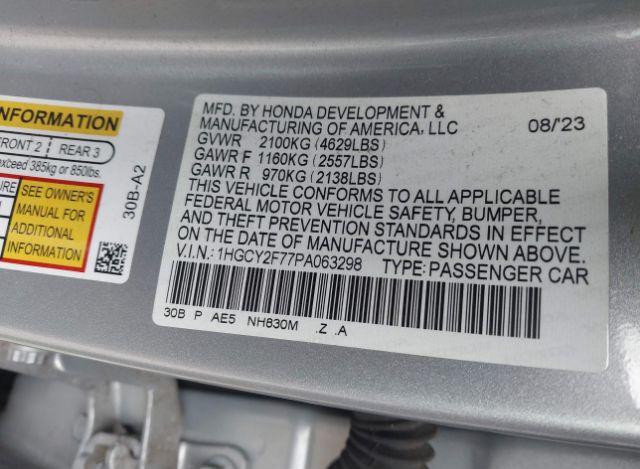 INFORMATION
FRONT 2 REAR 3
exceed 385kg or 850lbs.
SEE OWNER'S
MANUAL FOR
ADDITIONAL
INFORMATION
30B-A2
MFD. BY HONDA DEVELOPMENT &
MANUFACTURING OF AMERICA, LLC 08/'23
GVWR 2100KG (4629LBS)
GAWR F 1160KG (2557LBS)
GAWR R 970KG (2138LBS)
THIS VEHICLE CONFORMS TO ALL APPLICABLE
FEDERAL MOTOR VEHICLE SAFETY, BUMPER,
AND THEFT PREVENTION STANDARDS IN EFFECT
ON THE DATE OF MANUFACTURE SHOWN ABOVE.
V.I.N.: 1HGCY2F77PA063298 TYPE: PASSENGER CAR
30B P AE5 NH830M .Z .A